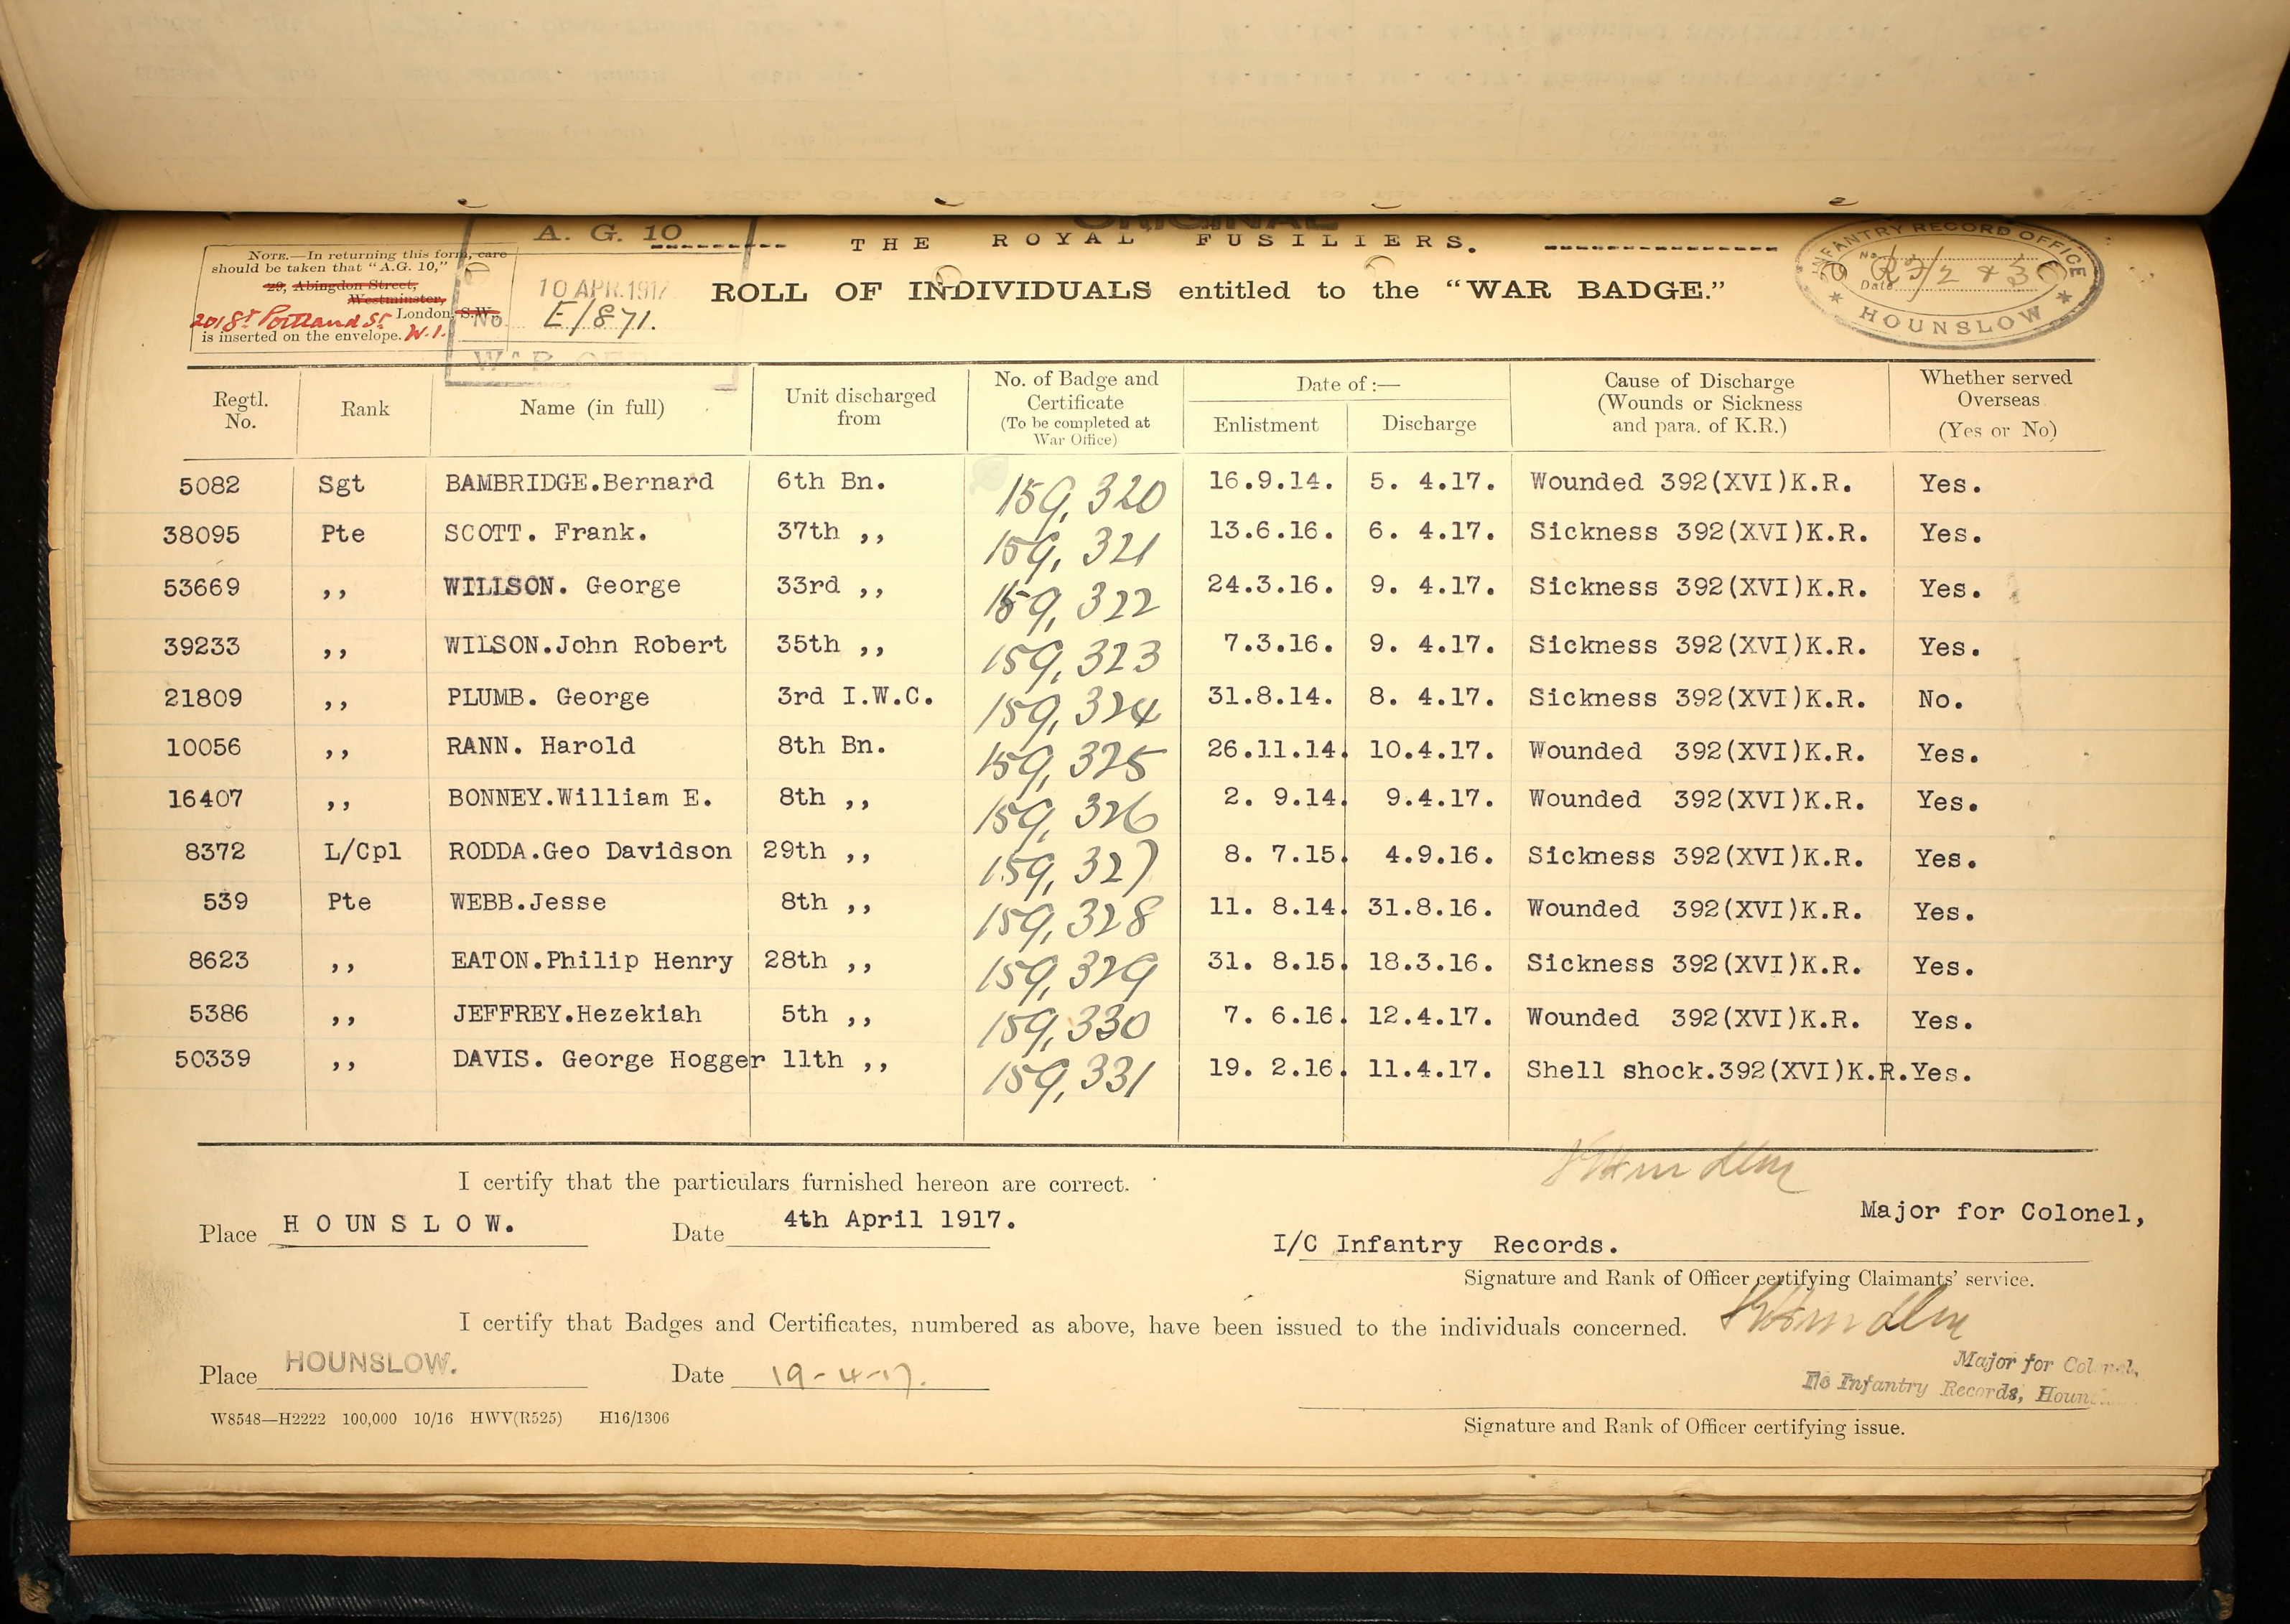 ORIGINAL
A. G. 10
THE ROYAL FUSILIERS.
NOTE.—In returning this form, care
should be taken that "A.G. 10,"
29, Abingdon Street,
Westminster,
201 Gt Portland St London, S.W.
is inserted on the envelope. W.1.
10 APR. 1917
No. E/871.
WAR OFF
ROLL OF INDIVIDUALS entitled to the "WAR BADGE."
INFANTRY RECORD OFFICE
No.
Date
HOUNSLOW
Regtl. No. Rank Name (in full) Unit discharged from No. of Badge and Certificate (To be completed at War Office) Date of:— Enlistment Discharge Cause of Discharge (Wounds or Sickness and para. of K.R.) Whether served Overseas (Yes or No)
5082 Sgt BAMBRIDGE.Bernard 6th Bn. 159,320 16.9.14. 5. 4.17. Wounded 392(XVI)K.R. Yes.
38095 Pte SCOTT. Frank. 37th ,, 159,321 13.6.16. 6. 4.17. Sickness 392(XVI)K.R. Yes.
53669 ,, WILLSON. George 33rd ,, 159,322 24.3.16. 9. 4.17. Sickness 392(XVI)K.R. Yes.
39233 ,, WILSON.John Robert 35th ,, 159,323 7.3.16. 9. 4.17. Sickness 392(XVI)K.R. Yes.
21809 ,, PLUMB. George 3rd I.W.C. 159,324 31.8.14. 8. 4.17. Sickness 392(XVI)K.R. No.
10056 ,, RANN. Harold 8th Bn. 159,325 26.11.14. 10.4.17. Wounded 392(XVI)K.R. Yes.
16407 ,, BONNEY.William E. 8th ,, 159,326 2. 9.14. 9.4.17. Wounded 392(XVI)K.R. Yes.
8372 L/Cpl RODDA.Geo Davidson 29th ,, 159,327 8. 7.15. 4.9.16. Sickness 392(XVI)K.R. Yes.
539 Pte WEBB.Jesse 8th ,, 159,328 11. 8.14. 31.8.16. Wounded 392(XVI)K.R. Yes.
8623 ,, EATON.Philip Henry 28th ,, 159,329 31. 8.15. 18.3.16. Sickness 392(XVI)K.R. Yes.
5386 ,, JEFFREY.Hezekiah 5th ,, 159,330 7. 6.16. 12.4.17. Wounded 392(XVI)K.R. Yes.
50339 ,, DAVIS. George Hogger 11th ,, 159,331 19. 2.16. 11.4.17. Shell shock.392(XVI)K.R. Yes.
I certify that the particulars furnished hereon are correct.
Major for Colonel,
Place HOUNSLOW. Date 4th April 1917.
I/C Infantry Records.
Signature and Rank of Officer certifying Claimants' service.
I certify that Badges and Certificates, numbered as above, have been issued to the individuals concerned.
Place HOUNSLOW. Date 19-4-17.
Major for Colonel,
I/c Infantry Records,
W8548—H2222 100,000 10/16 HWV(R525) H16/1306
Signature and Rank of Officer certifying issue.